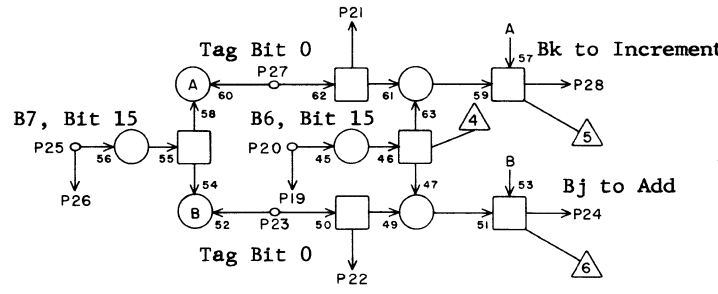 P21
Tag Bit 0
A
Bk to Increment
P27
A
57
60
62
61
59
P28
58
B7, Bit 15
B6, Bit 15
63
4
5
P25
P20
56
55
45
46
54
47
B
53
Bj to Add
P26
P19
B
P23
P24
52
50
49
51
Tag Bit 0
P22
6